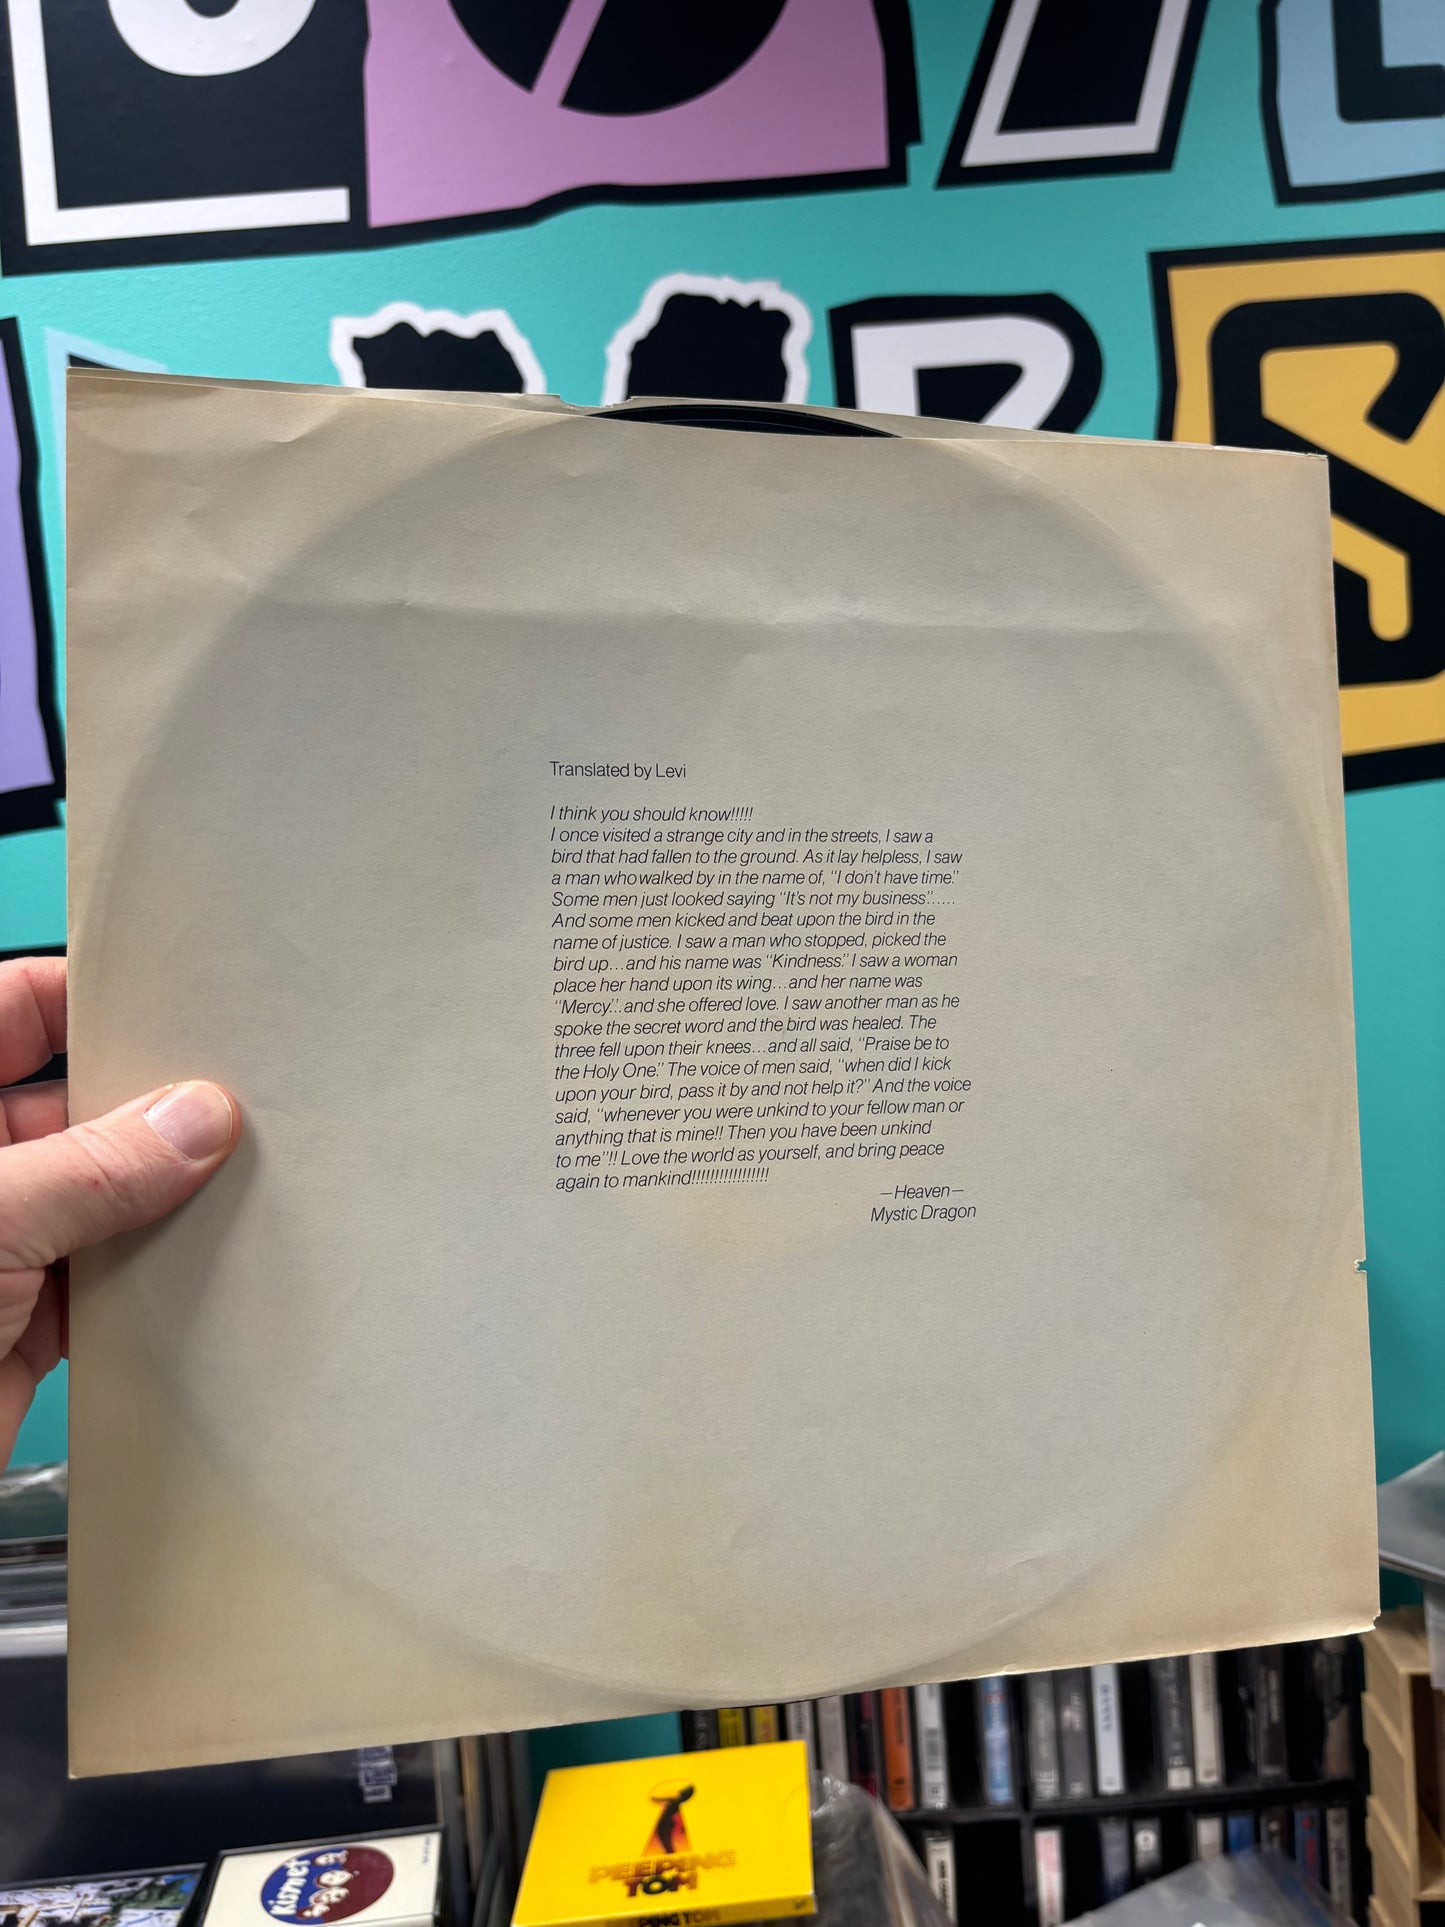 Translated by Levi
I think you should know!!!!!
I once visited a strange city and in the streets, I saw a
bird that had fallen to the ground. As it lay helpless, I saw
a man who walked by in the name of, "I don't have time."
Some men just looked saying "It's not my business".....
And some men kicked and beat upon the bird in the
name of justice. I saw a man who stopped, picked the
bird up...and his name was "Kindness." I saw a woman
place her hand upon its wing...and her name was
"Mercy"...and she offered love. I saw another man as he
spoke the secret word and the bird was healed. The
three fell upon their knees...and all said, "Praise be to
the Holy One." The voice of men said, "when did I kick
upon your bird, pass it by and not help it?" And the voice
said, "whenever you were unkind to your fellow man or
anything that is mine!! Then you have been unkind
to me"!! Love the world as yourself, and bring peace
again to mankind!!!!!!!!!!!!!!!!!
—Heaven—
Mystic Dragon
S
Kismet
PEEPING
TOM
PEEPING TOM